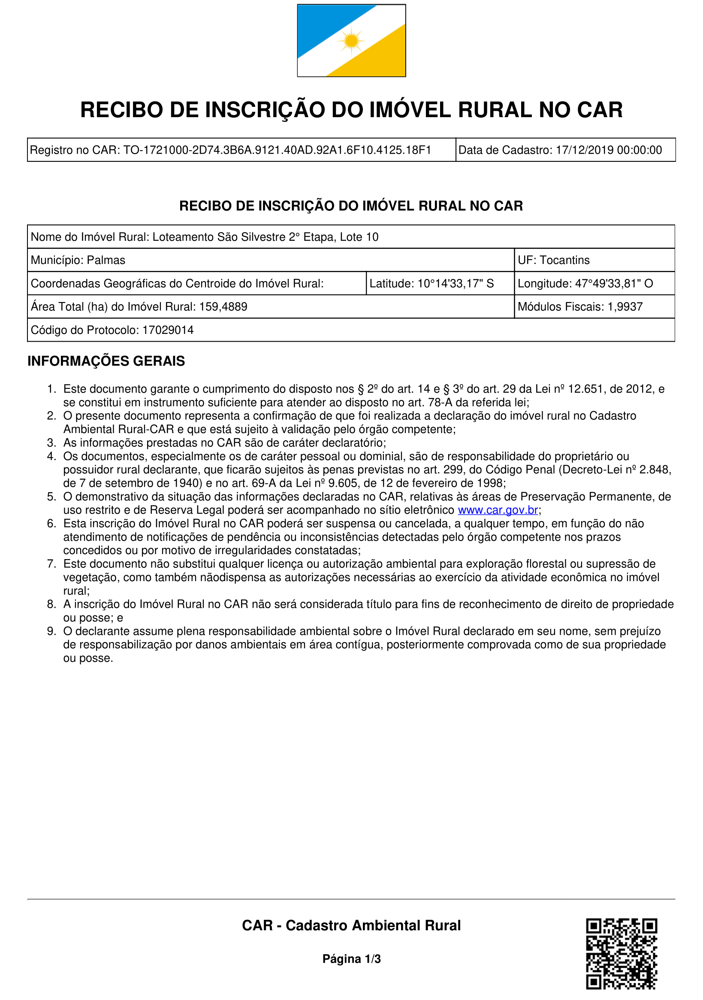 RECIBO DE INSCRIÇÃO DO IMÓVEL RURAL NO CAR
Registro no CAR: TO-1721000-2D74.3B6A.9121.40AD.92A1.6F10.4125.18F1 Data de Cadastro: 17/12/2019 00:00:00
RECIBO DE INSCRIÇÃO DO IMÓVEL RURAL NO CAR
Nome do Imóvel Rural: Loteamento São Silvestre 2° Etapa, Lote 10
Município: Palmas UF: Tocantins
Coordenadas Geográficas do Centroide do Imóvel Rural: Latitude: 10°14'33,17" S Longitude: 47°49'33,81" O
Área Total (ha) do Imóvel Rural: 159,4889 Módulos Fiscais: 1,9937
Código do Protocolo: 17029014
INFORMAÇÕES GERAIS
1. Este documento garante o cumprimento do disposto nos § 2º do art. 14 e § 3º do art. 29 da Lei nº 12.651, de 2012, e
se constitui em instrumento suficiente para atender ao disposto no art. 78-A da referida lei;
2. O presente documento representa a confirmação de que foi realizada a declaração do imóvel rural no Cadastro
Ambiental Rural-CAR e que está sujeito à validação pelo órgão competente;
3. As informações prestadas no CAR são de caráter declaratório;
4. Os documentos, especialmente os de caráter pessoal ou dominial, são de responsabilidade do proprietário ou
possuidor rural declarante, que ficarão sujeitos às penas previstas no art. 299, do Código Penal (Decreto-Lei nº 2.848,
de 7 de setembro de 1940) e no art. 69-A da Lei nº 9.605, de 12 de fevereiro de 1998;
5. O demonstrativo da situação das informações declaradas no CAR, relativas às áreas de Preservação Permanente, de
uso restrito e de Reserva Legal poderá ser acompanhado no sítio eletrônico www.car.gov.br;
6. Esta inscrição do Imóvel Rural no CAR poderá ser suspensa ou cancelada, a qualquer tempo, em função do não
atendimento de notificações de pendência ou inconsistências detectadas pelo órgão competente nos prazos
concedidos ou por motivo de irregularidades constatadas;
7. Este documento não substitui qualquer licença ou autorização ambiental para exploração florestal ou supressão de
vegetação, como também nãodispensa as autorizações necessárias ao exercício da atividade econômica no imóvel
rural;
8. A inscrição do Imóvel Rural no CAR não será considerada título para fins de reconhecimento de direito de propriedade
ou posse; e
9. O declarante assume plena responsabilidade ambiental sobre o Imóvel Rural declarado em seu nome, sem prejuízo
de responsabilização por danos ambientais em área contígua, posteriormente comprovada como de sua propriedade
ou posse.
CAR - Cadastro Ambiental Rural
Página 1/3